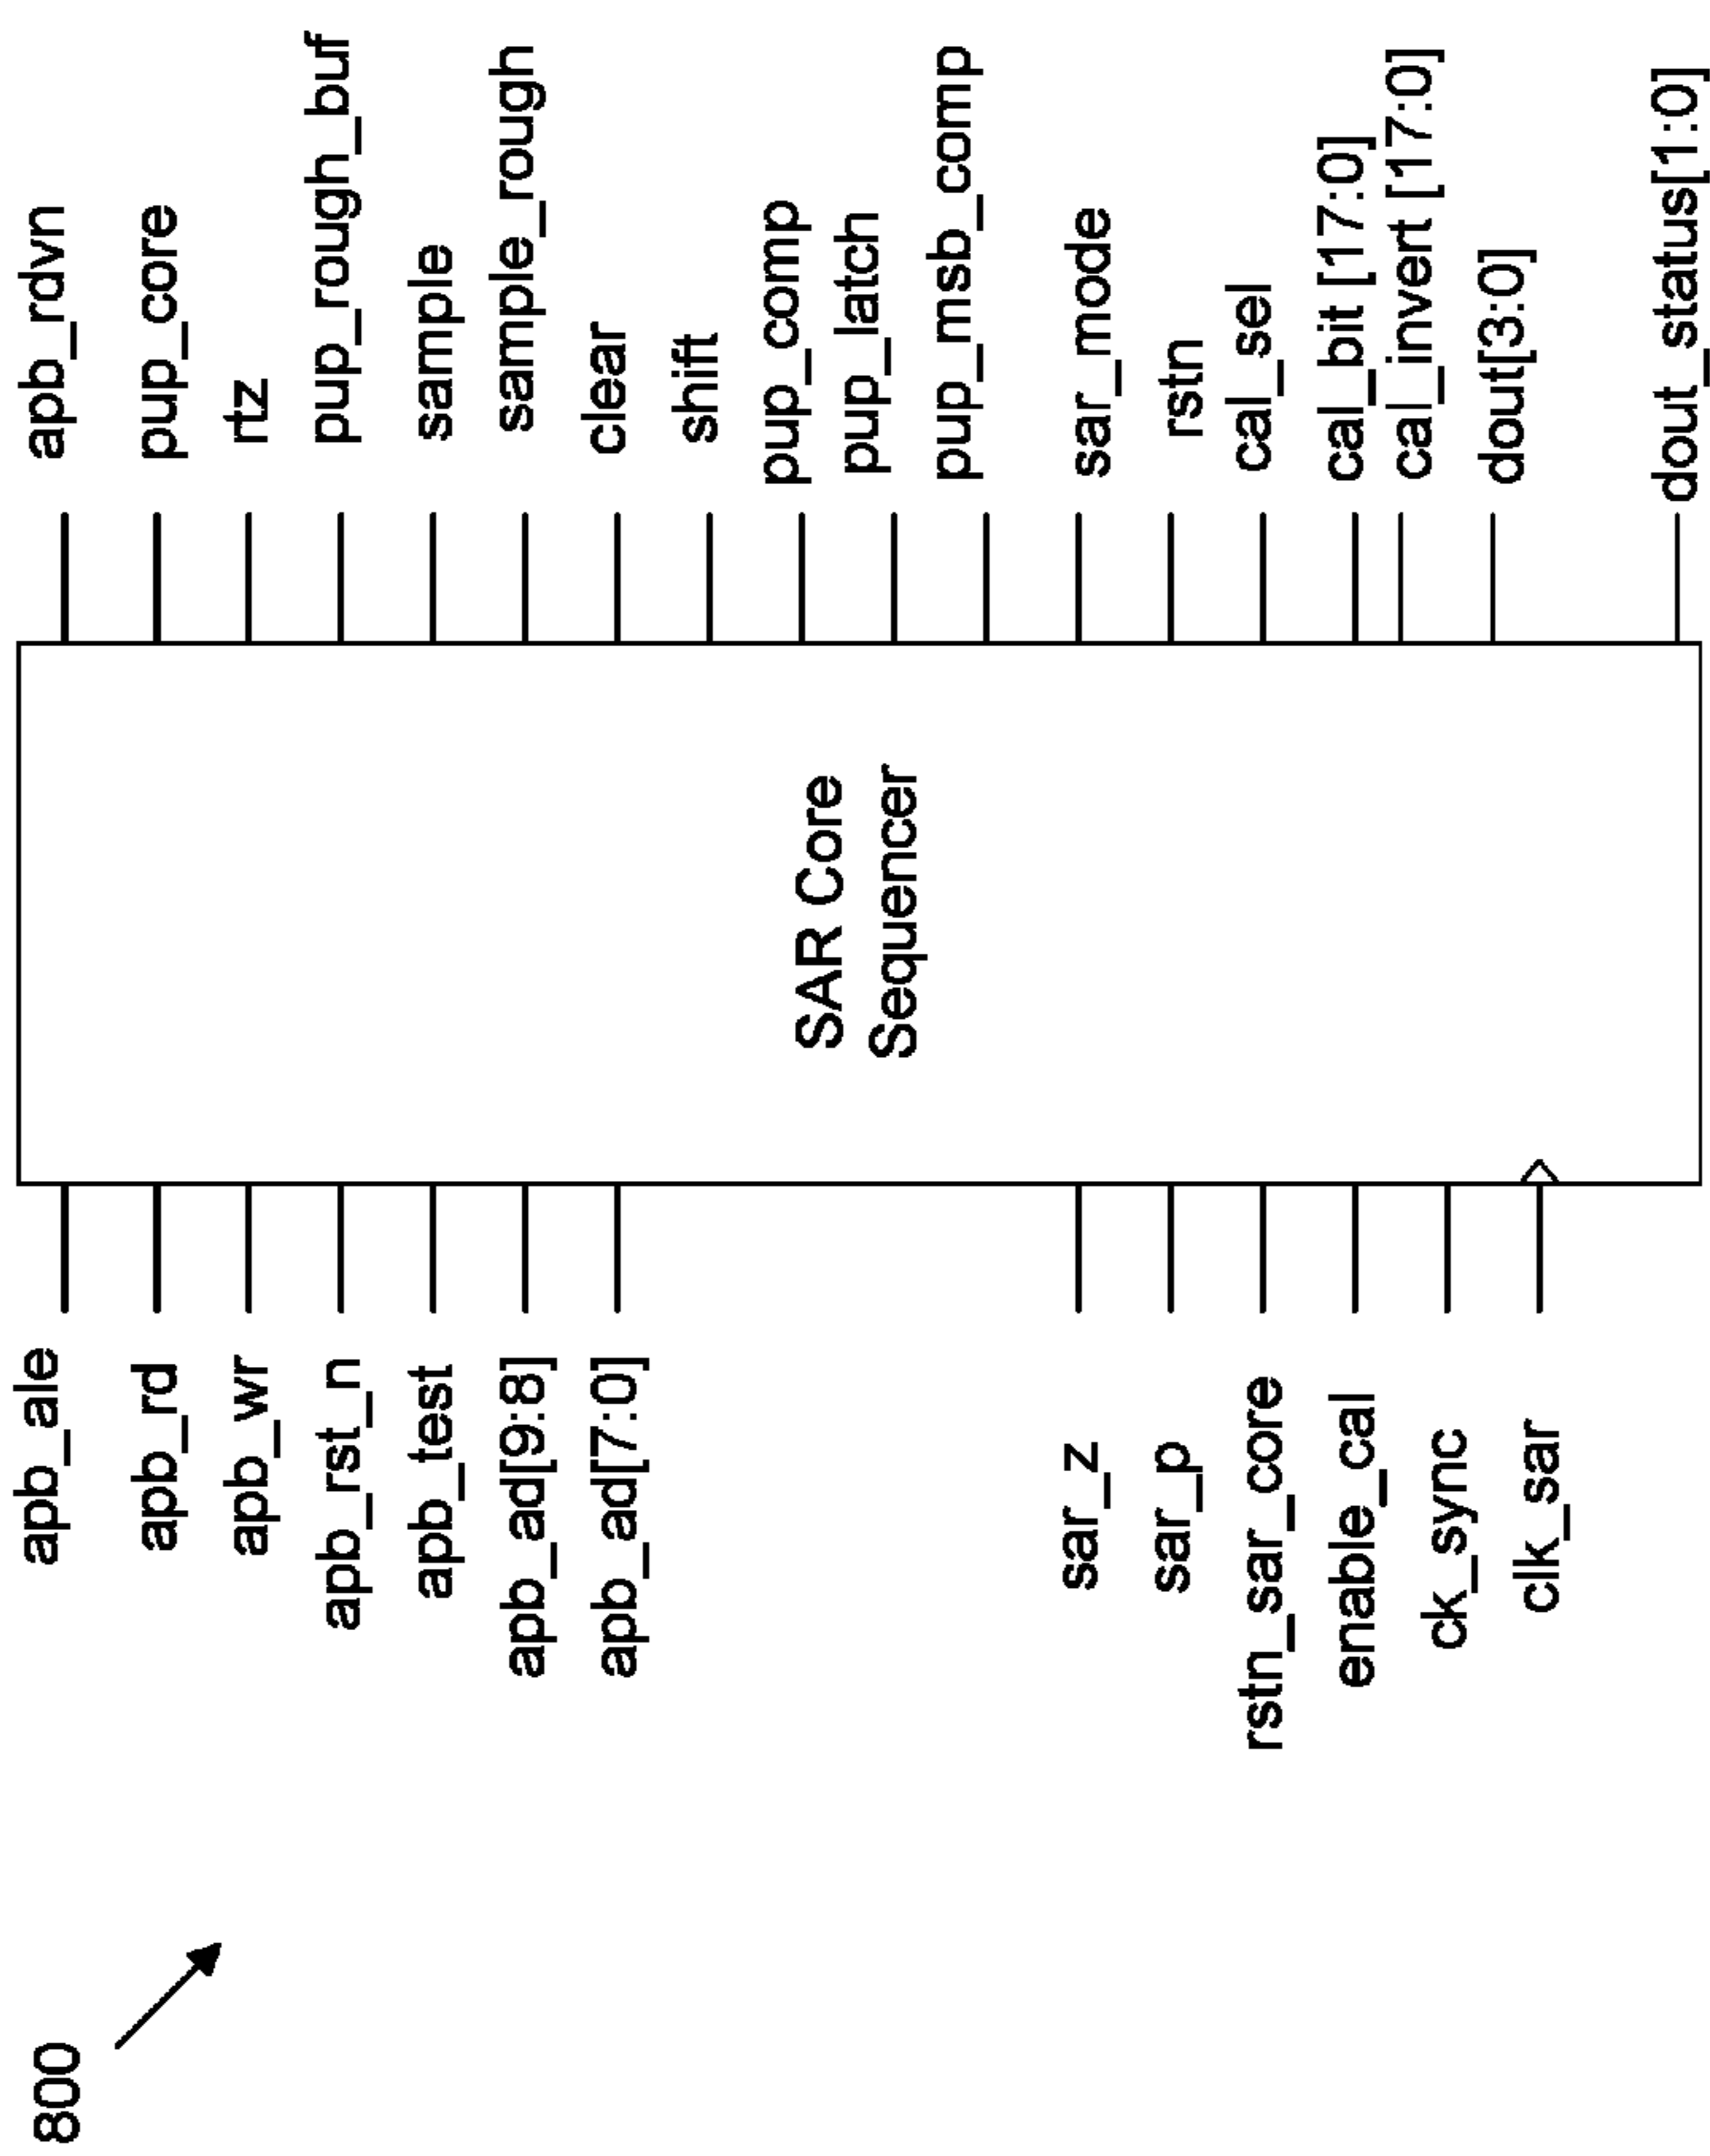 800
apb_ale
apb_rd
apb_wr
apb_rst_n
apb_test
apb_ad[9:8]
apb_ad[7:0]
sar_z
sar_p
rstn_sar_core
enable_cal
ck_sync
clk_sar
SAR Core
Sequencer
apb_rdvn
pup_core
rtz
pup_rough_buf
sample
sample_rough
clear
shift
pup_comp
pup_latch
pup_msb_comp
sar_mode
rstn
cal_sel
cal_bit [17:0]
cal_invert [17:0]
dout[3:0]
dout_status[1:0]